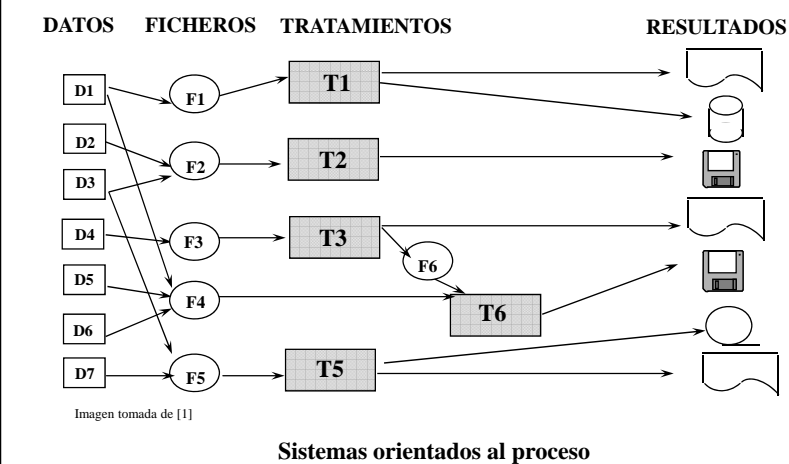 DATOS FICHEROS TRATAMIENTOS RESULTADOS
D1 F1 T1
D2 F2 T2
D3
D4 F3 T3
F6
D5 F4 T6
D6
D7 F5 T5
Imagen tomada de [1]
Sistemas orientados al proceso